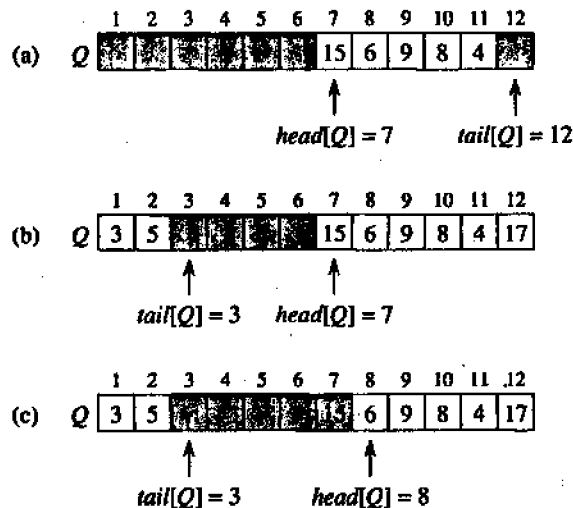 1 2 3 4 5 6 7 8 9 10 11 12
(a) Q 15 6 9 8 4
head[Q] = 7 tail[Q] = 12
1 2 3 4 5 6 7 8 9 10 11 12
(b) Q 3 5 15 6 9 8 4 17
tail[Q] = 3 head[Q] = 7
1 2 3 4 5 6 7 8 9 10 11 12
(c) Q 3 5 15 6 9 8 4 17
tail[Q] = 3 head[Q] = 8